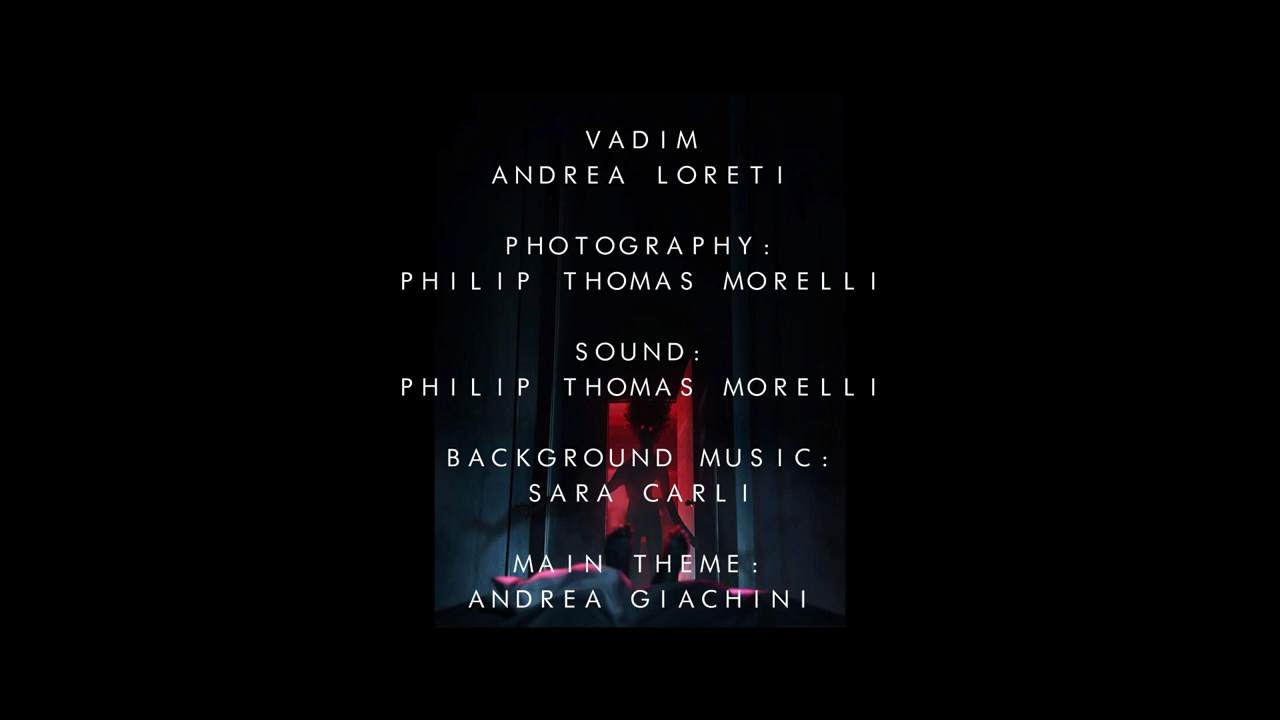 VADIM
ANDREA LORETI
PHOTOGRAPHY:
PHILIP THOMAS MORELLI
SOUND:
PHILIP THOMAS MORELLI
BACKGROUND MUSIC:
SARA CARLI
MAIN THEME:
ANDREA GIACHINI